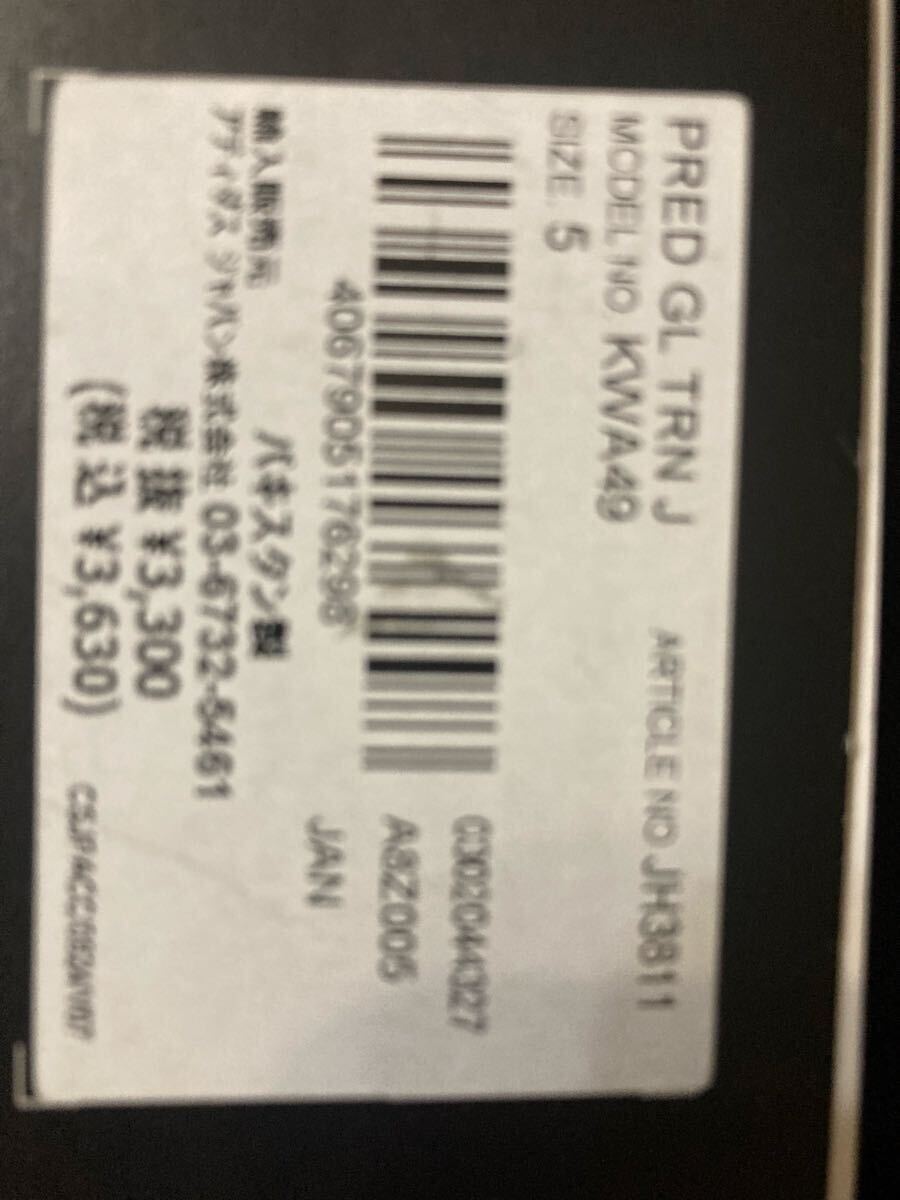 PRED GL TRN J
MODEL NO KWA49 ARTICLE NO JH3811
SIZE 5
A8Z005
4067905176298 JAN
パキスタン製
輸入販売元
アディダス ジャパン株式会社 03-6732-5461
税抜 ¥3,300
(税込 ¥3,630)